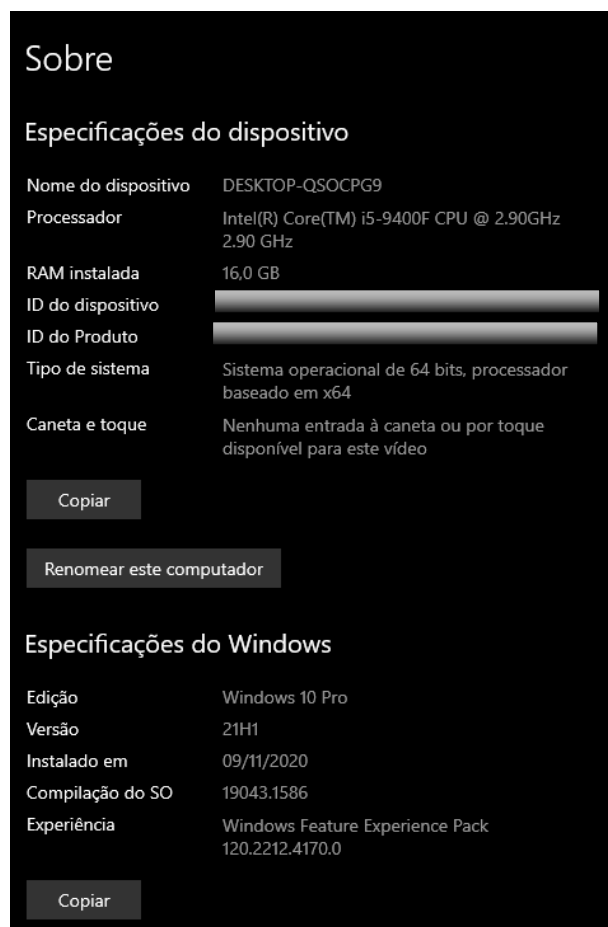 Sobre
Especificações do dispositivo
Nome do dispositivo DESKTOP-QSOCPG9
Processador Intel(R) Core(TM) i5-9400F CPU @ 2.90GHz
2.90 GHz
RAM instalada 16,0 GB
ID do dispositivo
ID do Produto
Tipo de sistema Sistema operacional de 64 bits, processador
baseado em x64
Caneta e toque Nenhuma entrada à caneta ou por toque
disponível para este vídeo
Copiar
Renomear este computador
Especificações do Windows
Edição Windows 10 Pro
Versão 21H1
Instalado em 09/11/2020
Compilação do SO 19043.1586
Experiência Windows Feature Experience Pack
120.2212.4170.0
Copiar